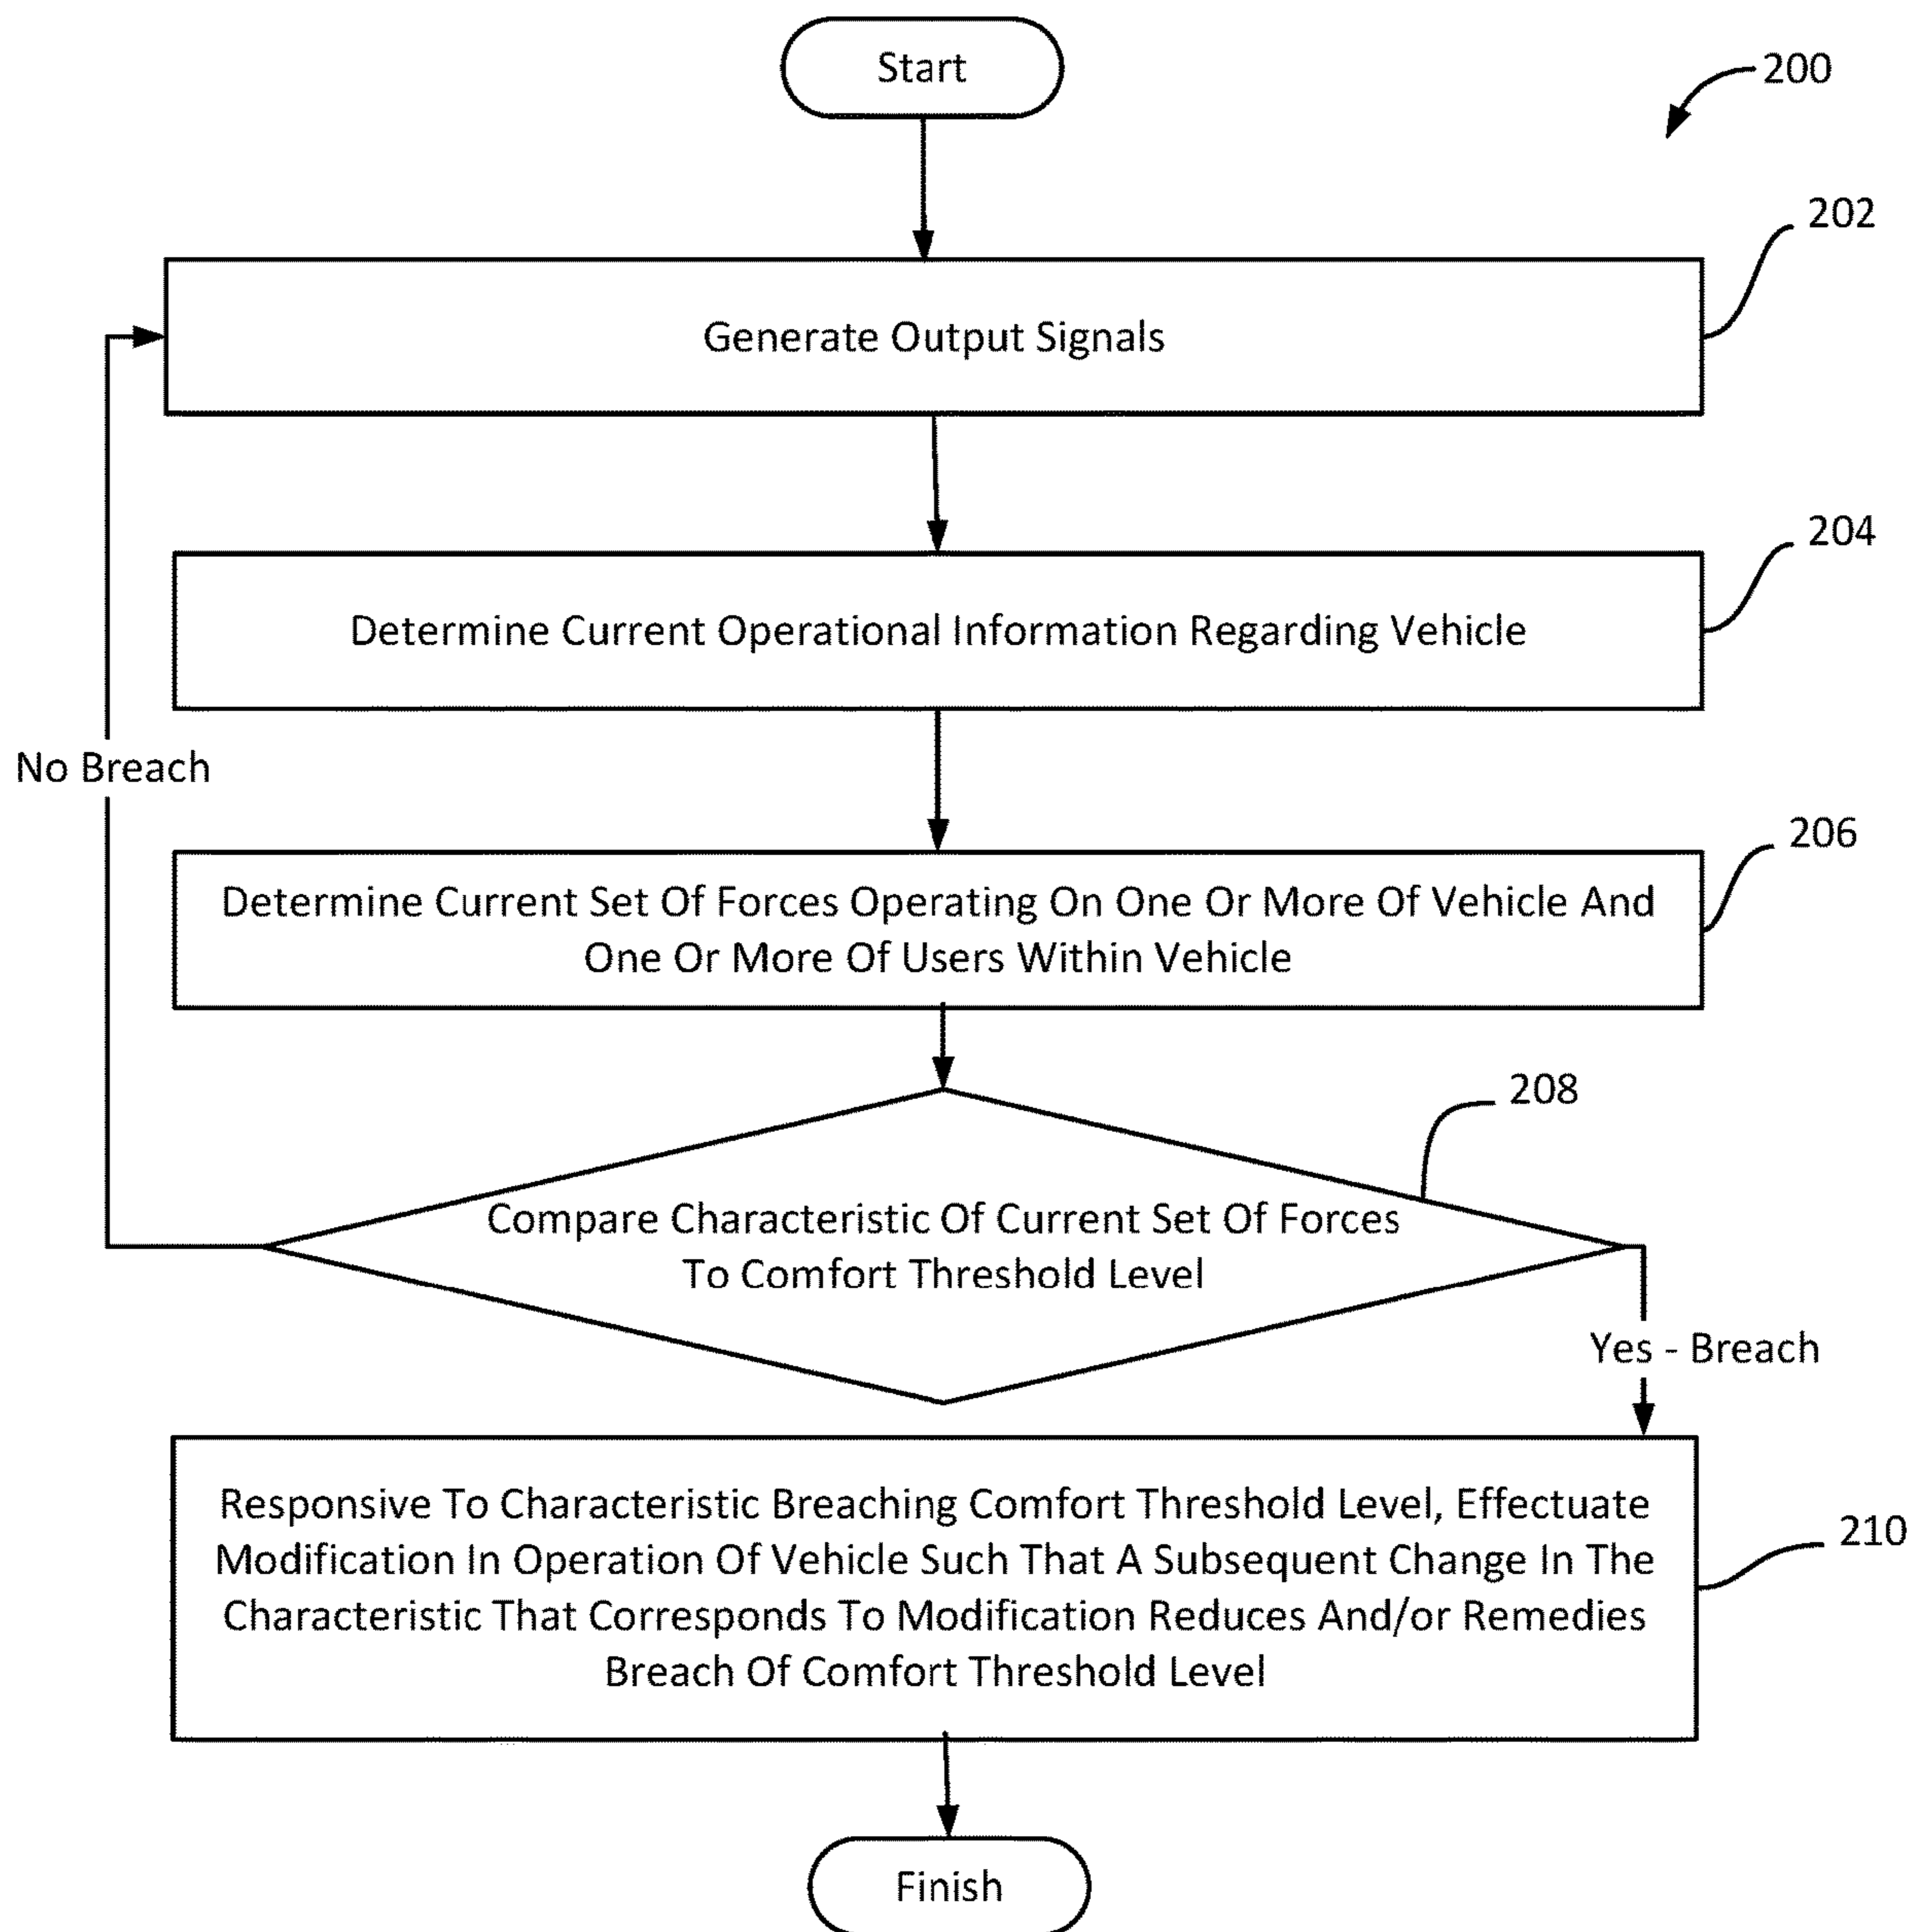 Start
200
202
Generate Output Signals
204
Determine Current Operational Information Regarding Vehicle
No Breach
206
Determine Current Set Of Forces Operating On One Or More Of Vehicle And
One Or More Of Users Within Vehicle
208
Compare Characteristic Of Current Set Of Forces
To Comfort Threshold Level
Yes - Breach
Responsive To Characteristic Breaching Comfort Threshold Level, Effectuate
Modification In Operation Of Vehicle Such That A Subsequent Change In The
Characteristic That Corresponds To Modification Reduces And/or Remedies
Breach Of Comfort Threshold Level
210
Finish